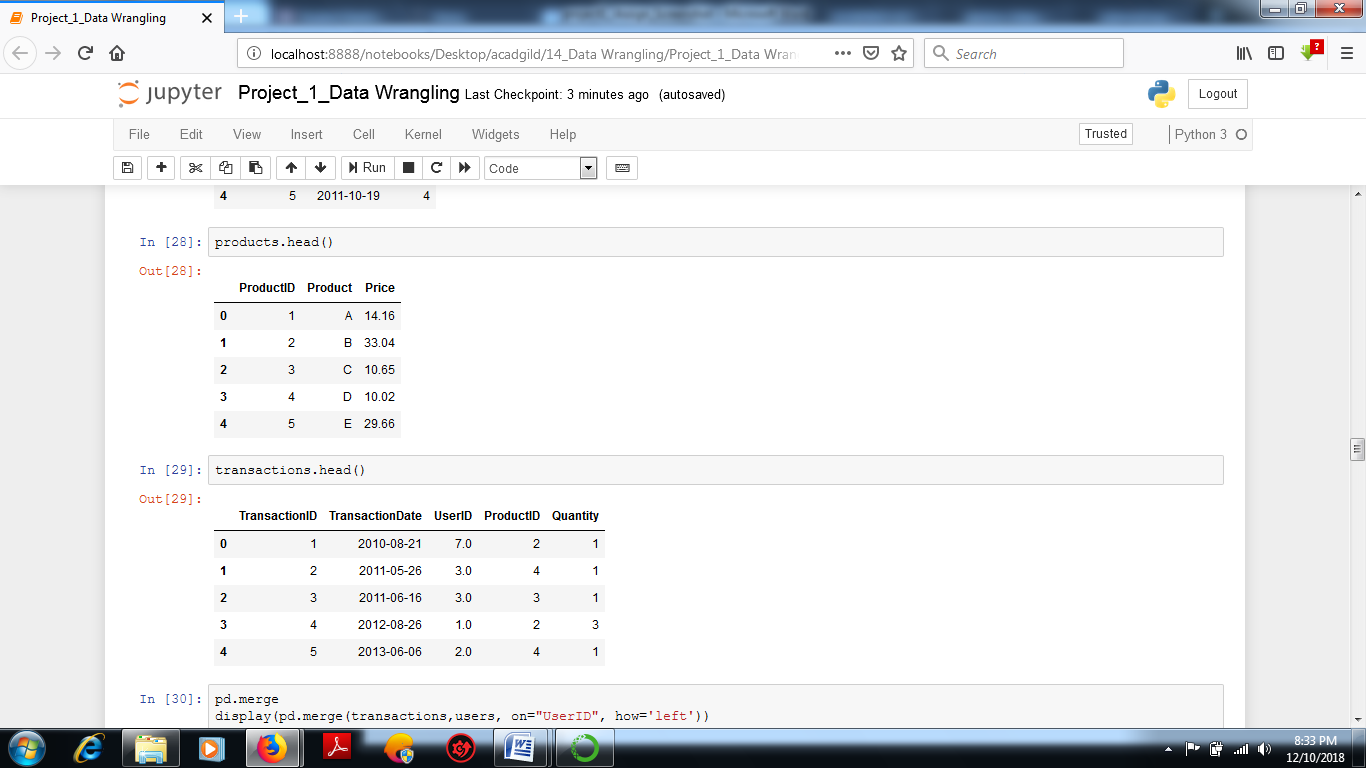 Project_1_Data Wrangling
localhost:8888/notebooks/Desktop/acadgild/14_Data Wrangling/Project_1_Data Wran
Search
?
jupyter Project_1_Data Wrangling Last Checkpoint: 3 minutes ago (autosaved)
Logout
File Edit View Insert Cell Kernel Widgets Help
Trusted
Python 3
Run
Code
4 5 2011-10-19 4
In [28]: products.head()
Out[28]:
ProductID Product Price
0 1 A 14.16
1 2 B 33.04
2 3 C 10.65
3 4 D 10.02
4 5 E 29.66
In [29]: transactions.head()
Out[29]:
TransactionID TransactionDate UserID ProductID Quantity
0 1 2010-08-21 7.0 2 1
1 2 2011-05-26 3.0 4 1
2 3 2011-06-16 3.0 3 1
3 4 2012-08-26 1.0 2 3
4 5 2013-06-06 2.0 4 1
In [30]: pd.merge
display(pd.merge(transactions,users, on="UserID", how='left'))
8:33 PM
12/10/2018